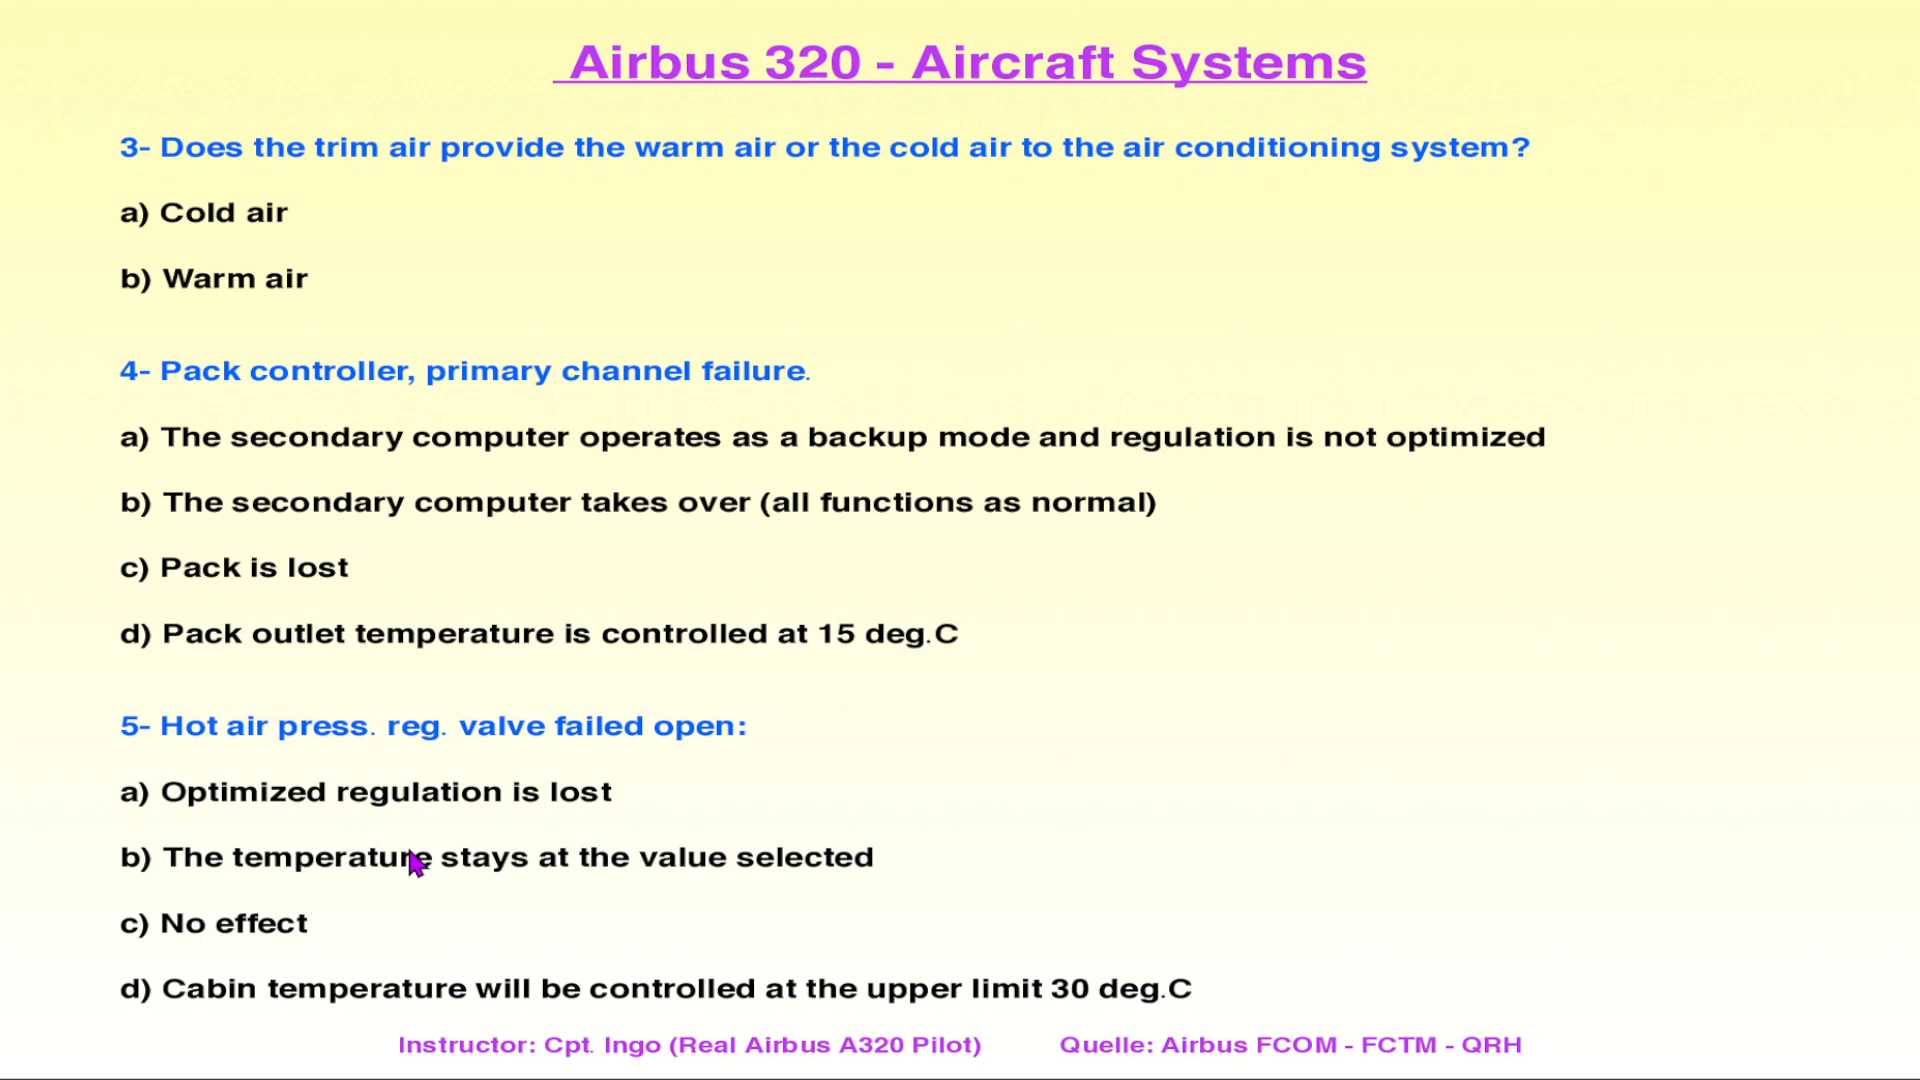 Airbus 320 - Aircraft Systems
3- Does the trim air provide the warm air or the cold air to the air conditioning system?
a) Cold air
b) Warm air
4- Pack controller, primary channel failure.
a) The secondary computer operates as a backup mode and regulation is not optimized
b) The secondary computer takes over (all functions as normal)
c) Pack is lost
d) Pack outlet temperature is controlled at 15 deg.C
5- Hot air press. reg. valve failed open:
a) Optimized regulation is lost
b) The temperature stays at the value selected
c) No effect
d) Cabin temperature will be controlled at the upper limit 30 deg.C
Instructor: Cpt. Ingo (Real Airbus A320 Pilot) Quelle: Airbus FCOM - FCTM - QRH